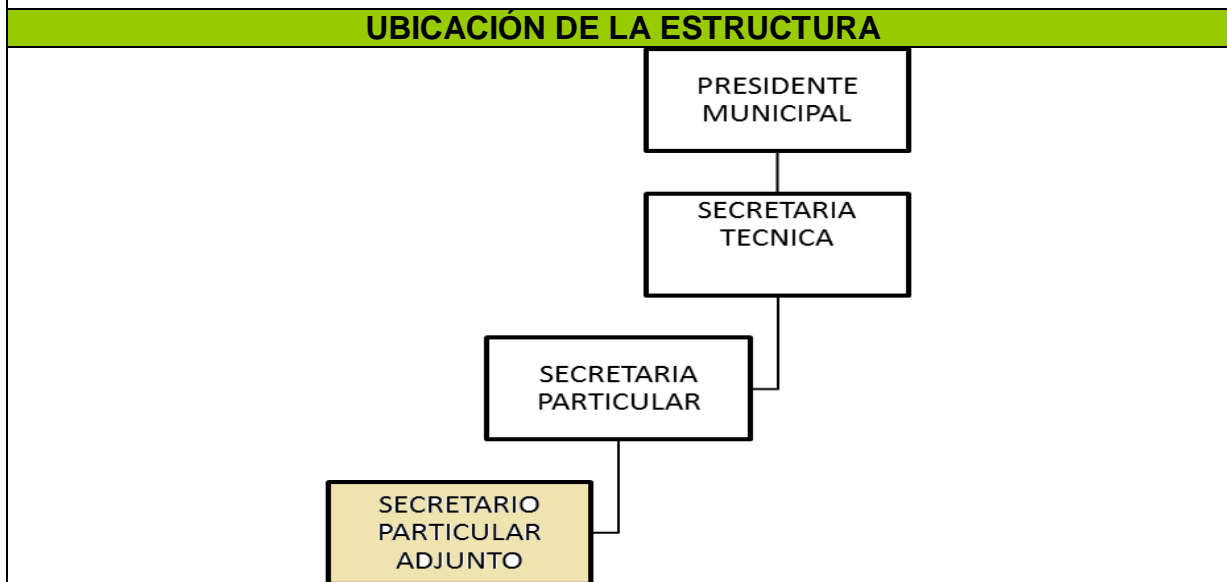 UBICACIÓN DE LA ESTRUCTURA
PRESIDENTE
MUNICIPAL
SECRETARIA
TECNICA
SECRETARIA
PARTICULAR
SECRETARIO
PARTICULAR
ADJUNTO